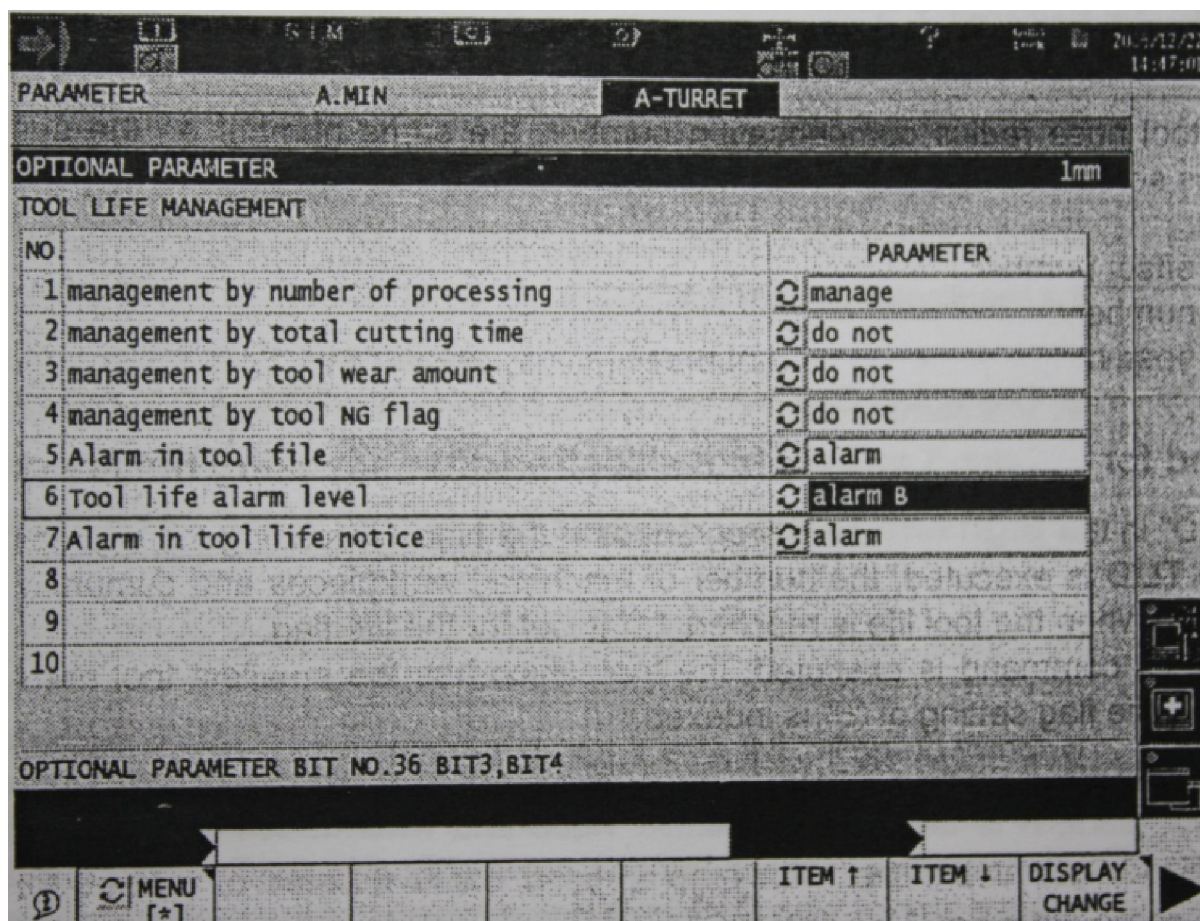 14:47:0
PARAMETER A.MIN A-TURRET
OPTIONAL PARAMETER 1mm
TOOL LIFE MANAGEMENT
NO. PARAMETER
1 management by number of processing manage
2 management by total cutting time do not
3 management by tool wear amount do not
4 management by tool NG flag do not
5 Alarm in tool file alarm
6 Tool life alarm level alarm B
7 Alarm in tool life notice alarm
8
9
10
OPTIONAL PARAMETER BIT NO.36 BIT3,BIT4
ITEM ↑ ITEM ↓ DISPLAY
MENU CHANGE
[*]